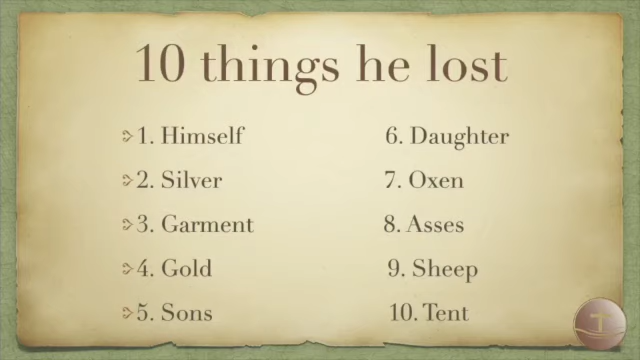 10 things he lost
1. Himself
2. Silver
3. Garment
4. Gold
5. Sons
6. Daughter
7. Oxen
8. Asses
9. Sheep
10. Tent